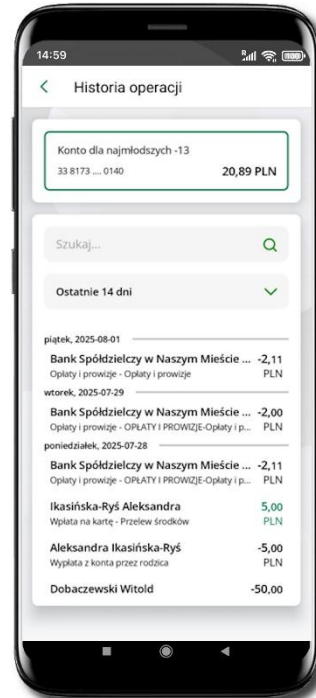 14:59
R
100
Historia operacji
Konto dla najmłodszych -13
33 8173 .... 0140 20,89 PLN
Szukaj...
Ostatnie 14 dni
piątek, 2025-08-01
Bank Spółdzielczy w Naszym Mieście ... -2,11
Opłaty i prowizje - Opłaty i prowizje PLN
wtorek, 2025-07-29
Bank Spółdzielczy w Naszym Mieście ... -2,00
Opłaty i prowizje - OPŁATY I PROWIZJE-Opłaty i p... PLN
poniedziałek, 2025-07-28
Bank Spółdzielczy w Naszym Mieście ... -2,11
Opłaty i prowizje - OPŁATY I PROWIZJE-Opłaty i p... PLN
Ikasińska-Ryś Aleksandra 5,00
Wpłata na kartę - Przelew środków PLN
Aleksandra Ikasińska-Ryś -5,00
Wypłata z konta przez rodzica PLN
Dobaczewski Witold -50,00